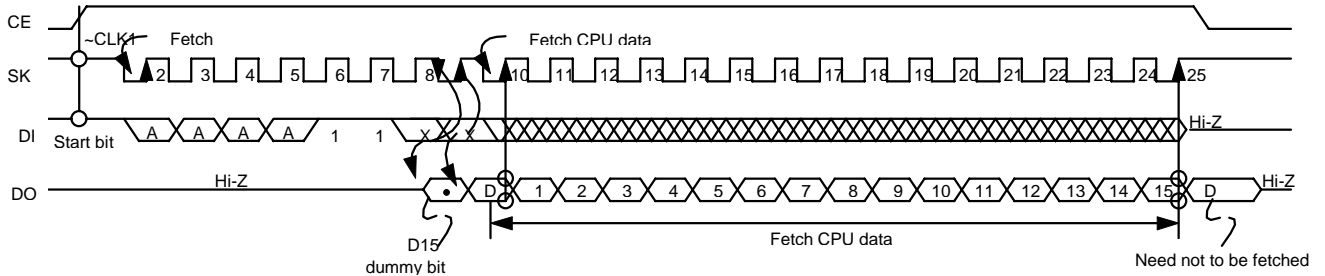 CE
~CLK1 Fetch Fetch CPU data
SK 2 3 4 5 6 7 8 10 11 12 13 14 15 16 17 18 19 20 21 22 23 24 25
DI Start bit A A A A 1 1 X X Hi-Z
DO Hi-Z D 1 2 3 4 5 6 7 8 9 10 11 12 13 14 15 D Hi-Z
D15
dummy bit
Fetch CPU data
Need not to be fetched